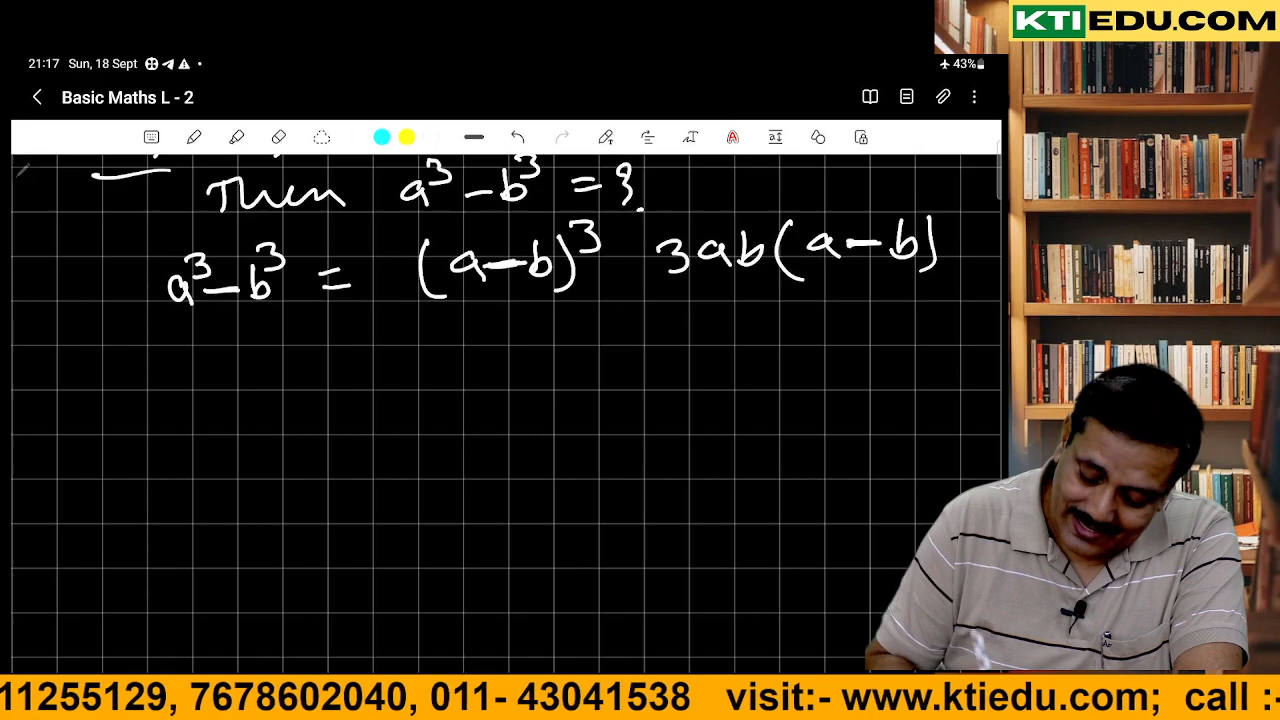 KTIEDU.COM
21:17 Sun, 18 Sept
43%
Basic Maths L - 2
Then a³ - b³ = ?
a³ - b³ = (a - b)³ 3ab(a - b)
11255129, 7678602040, 011- 43041538 visit:- www.ktiedu.com; call :-